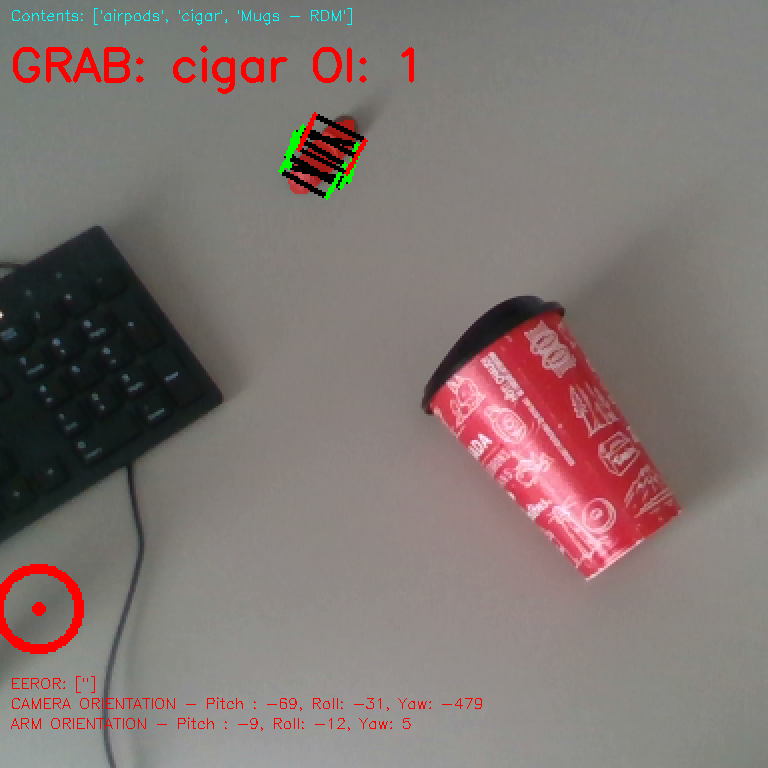 Contents: ['airpods', 'cigar', 'Mugs – RDM']
GRAB: cigar OI: 1
EEROR: ['']
CAMERA ORIENTATION – Pitch : -69, Roll: -31, Yaw: -479
ARM ORIENTATION – Pitch : -9, Roll: -12, Yaw: 5